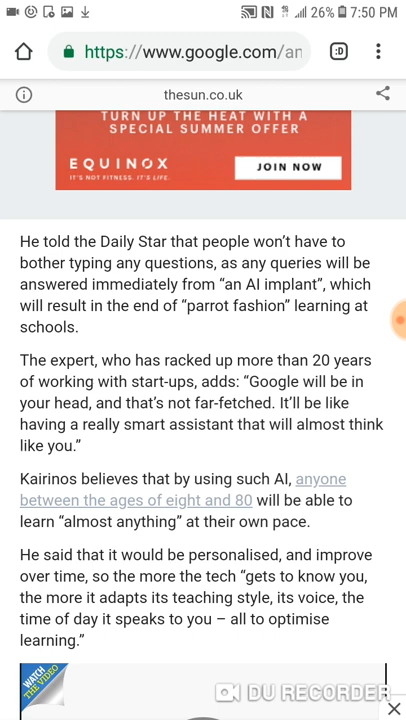 26% 7:50 PM
https://www.google.com/an
:D
thesun.co.uk
TURN UP THE HEAT WITH A
SPECIAL SUMMER OFFER
EQUINOX
IT'S NOT FITNESS. IT'S LIFE.
JOIN NOW
He told the Daily Star that people won’t have to
bother typing any questions, as any queries will be
answered immediately from “an AI implant”, which
will result in the end of “parrot fashion” learning at
schools.
The expert, who has racked up more than 20 years
of working with start-ups, adds: “Google will be in
your head, and that’s not far-fetched. It’ll be like
having a really smart assistant that will almost think
like you.”
Kairinos believes that by using such AI, anyone
between the ages of eight and 80 will be able to
learn “almost anything” at their own pace.
He said that it would be personalised, and improve
over time, so the more the tech “gets to know you,
the more it adapts its teaching style, its voice, the
time of day it speaks to you – all to optimise
learning.”
WATCH
THE VIDEO
DU RECORDER